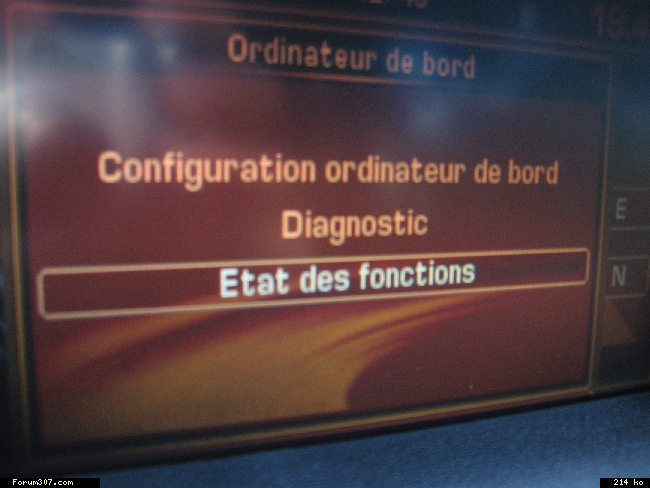 Ordinateur de bord
Configuration ordinateur de bord
Diagnostic
Etat des fonctions
E
N
Forum307.com
214 ko